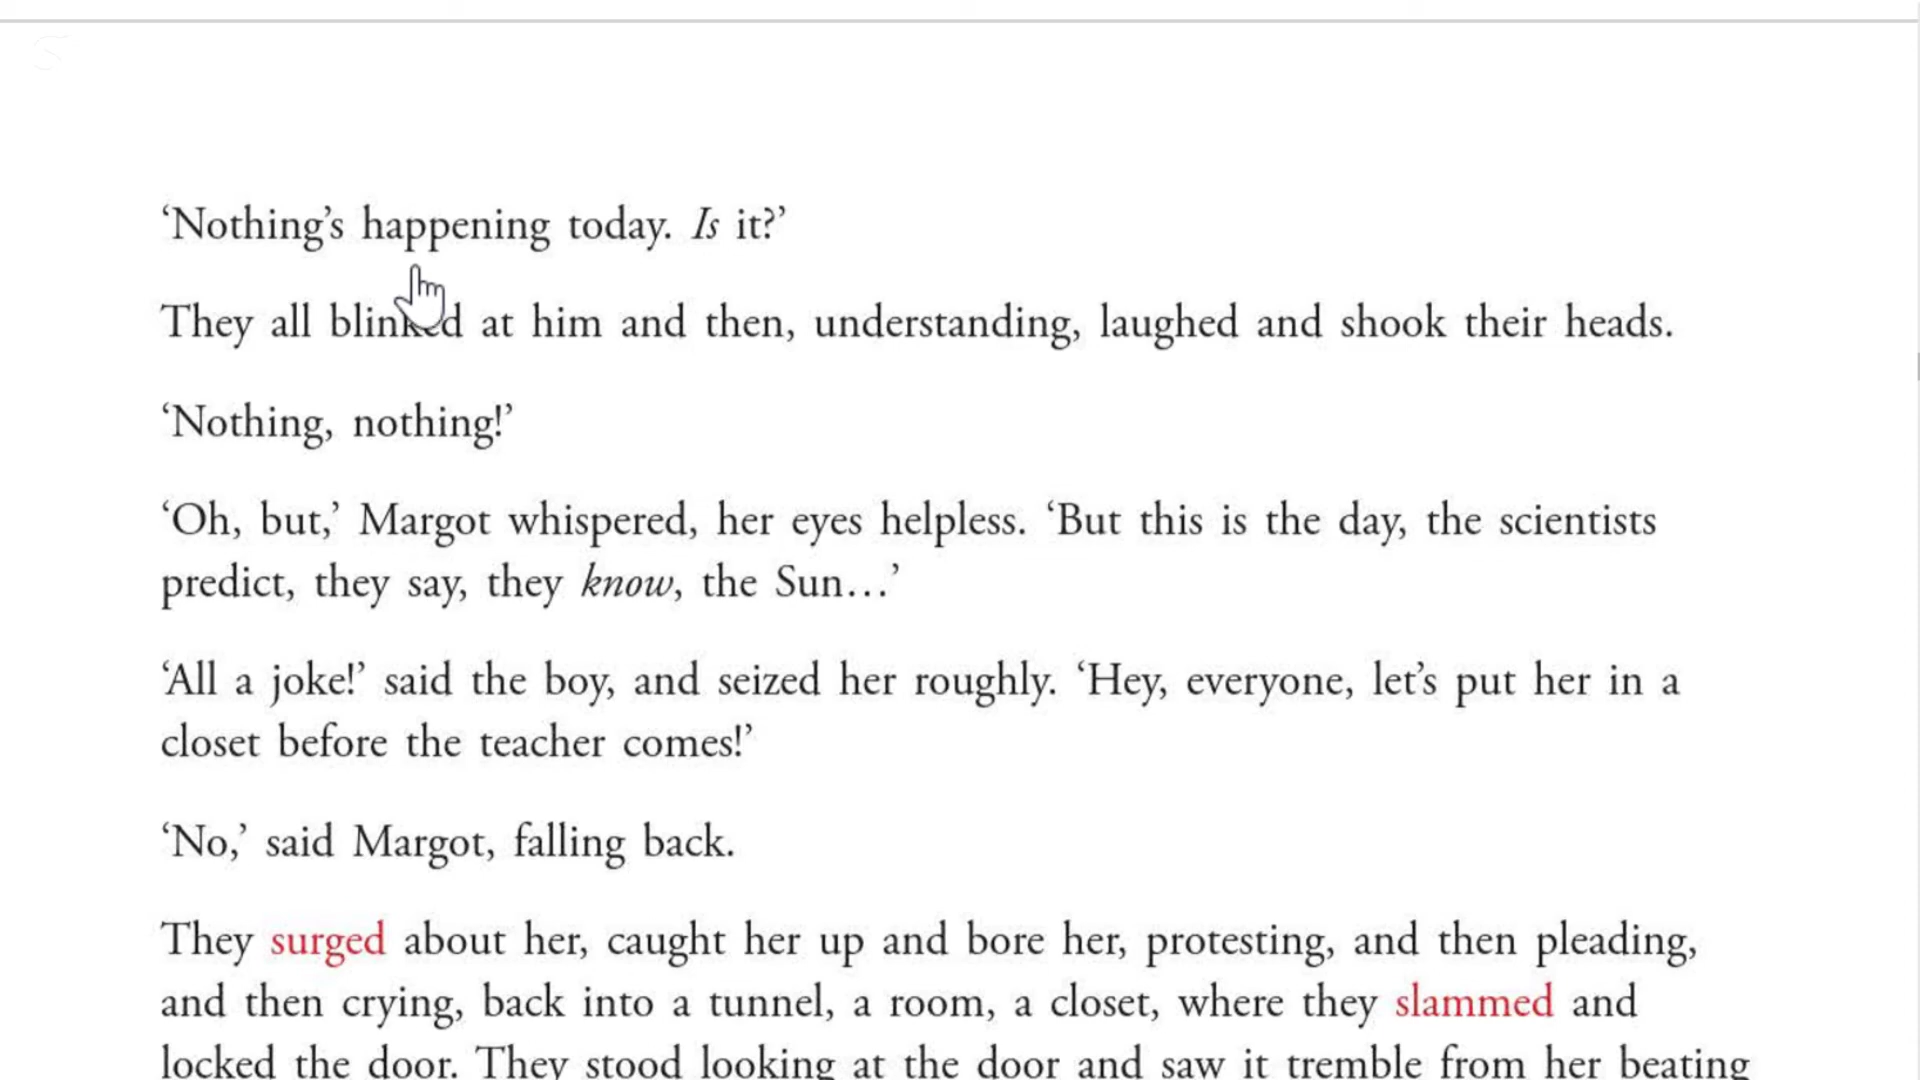 ‘Nothing’s happening today. Is it?’
They all blinked at him and then, understanding, laughed and shook their heads.
‘Nothing, nothing!’
‘Oh, but,’ Margot whispered, her eyes helpless. ‘But this is the day, the scientists
predict, they say, they know, the Sun…’
‘All a joke!’ said the boy, and seized her roughly. ‘Hey, everyone, let’s put her in a
closet before the teacher comes!’
‘No,’ said Margot, falling back.
They surged about her, caught her up and bore her, protesting, and then pleading,
and then crying, back into a tunnel, a room, a closet, where they slammed and
locked the door. They stood looking at the door and saw it tremble from her beating